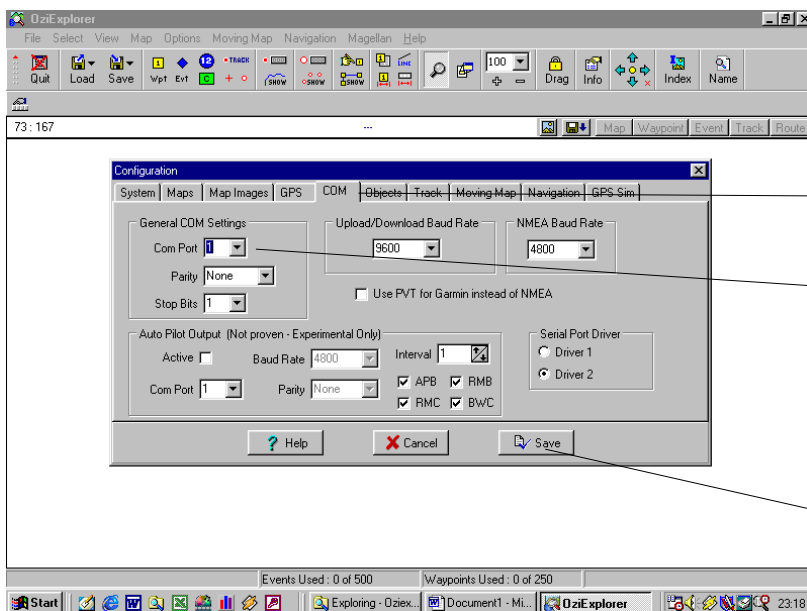 OziExplorer
File Select View Map Options Moving Map Navigation Magellan Help
Quit Load Save Wpt Evt C 1 12 TRACK SHOW SHOW SHOW 100 Drag Info Index Name
73 : 167 --- Map Waypoint Event Track Route
Configuration
System Maps Map Images GPS COM Objects Track Moving Map Navigation GPS Sim
General COM Settings Upload/Download Baud Rate NMEA Baud Rate
Com Port 1 9600 4800
Parity None
Stop Bits 1 Use PVT for Garmin instead of NMEA
Auto Pilot Output (Not proven - Experimental Only) Serial Port Driver
Active Baud Rate 4800 Interval 1 Driver 1
Com Port 1 Parity None APB RMB Driver 2
RMC BWC
Help Cancel Save
Events Used : 0 of 500 Waypoints Used : 0 of 250
Start Exploring - Oziex... Document1 - Mi... OziExplorer 23:19